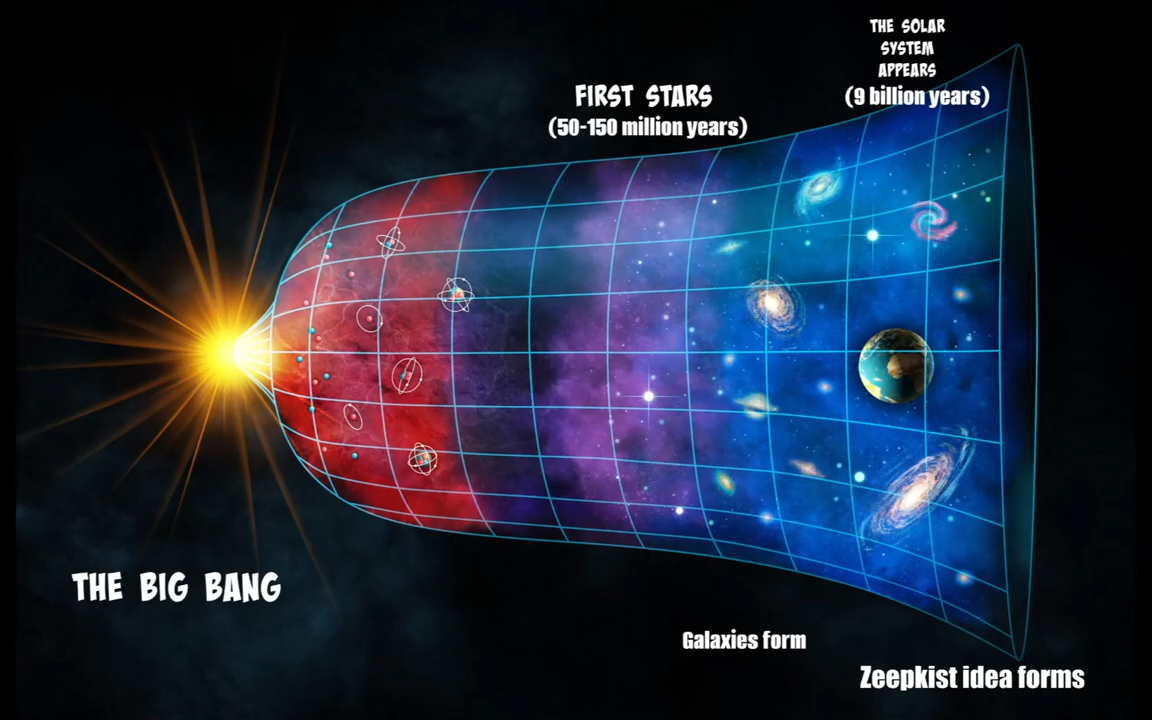 THE SOLAR
SYSTEM
APPEARS
(9 billion years)
FIRST STARS
(50-150 million years)
THE BIG BANG
Galaxies form
Zeepkist idea forms